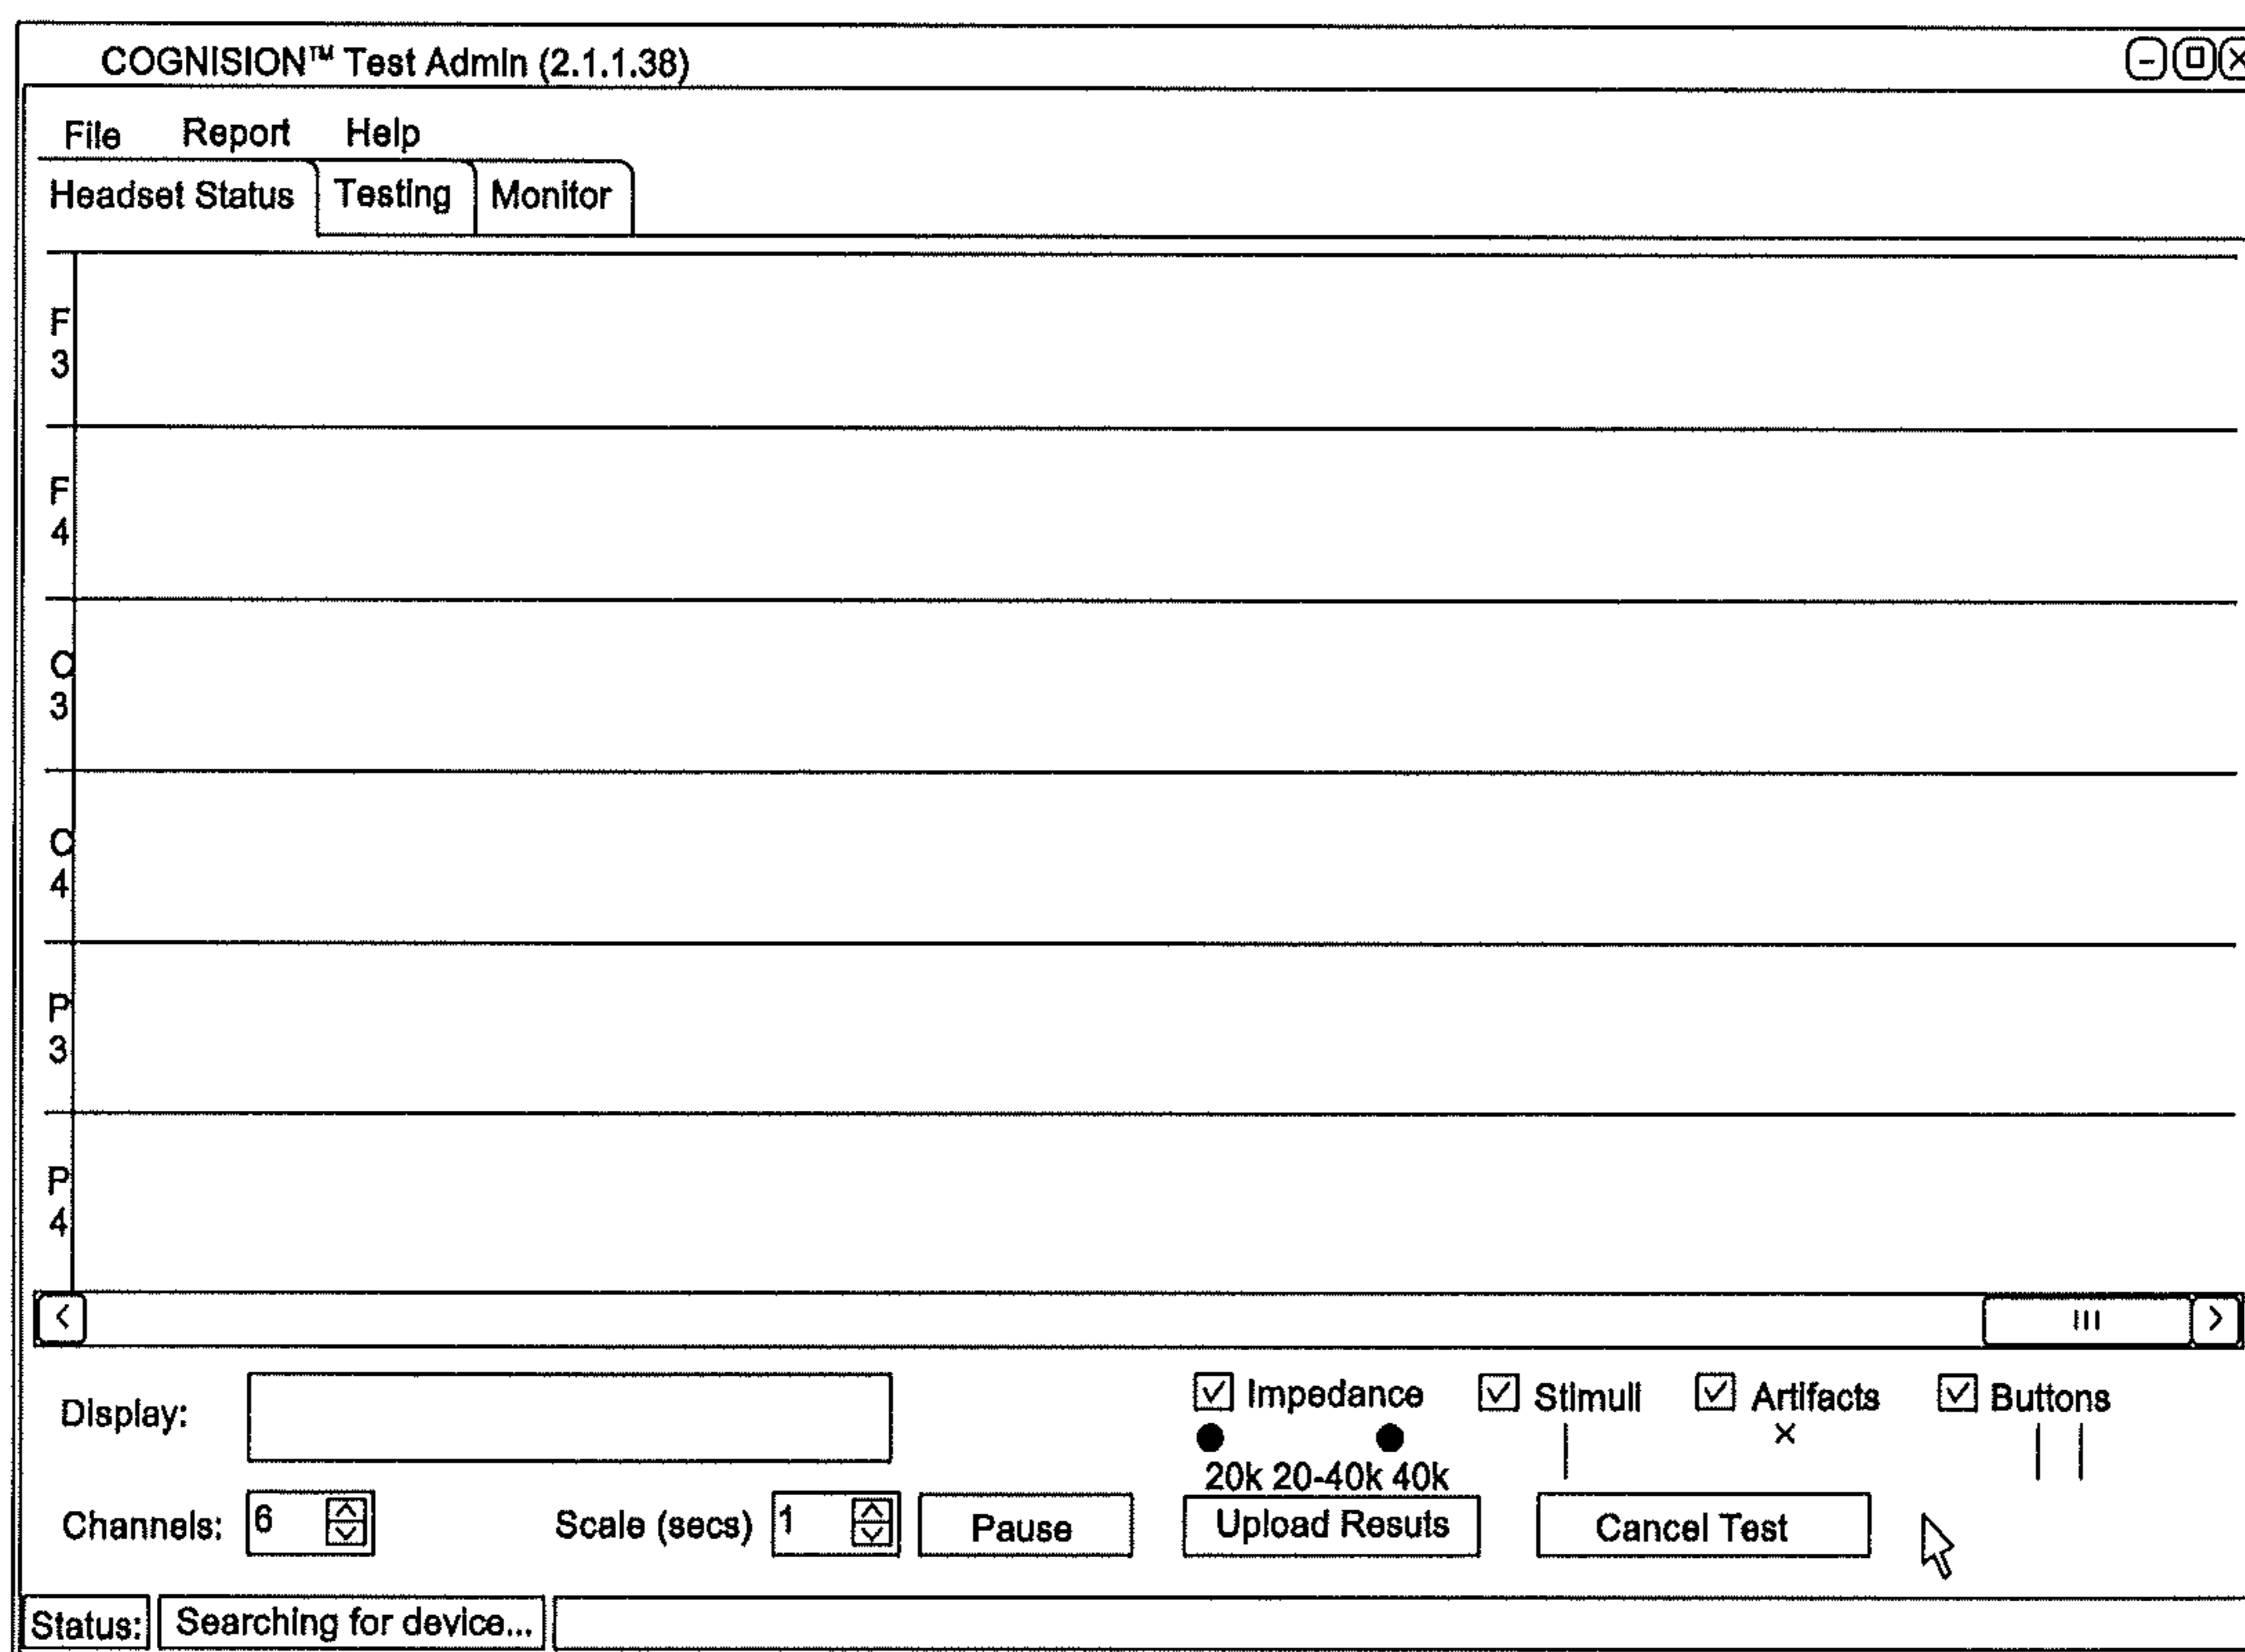 COGNISION™ Test Admin (2.1.1.38)
File Report Help
Headset Status Testing Monitor
F
3
F
4
C
3
C
4
P
3
P
4
Display:
Impedance Stimuli Artifacts Buttons
20k 20-40k 40k
Channels: 6 Scale (secs) 1 Pause Upload Resuts Cancel Test
Status: Searching for device...